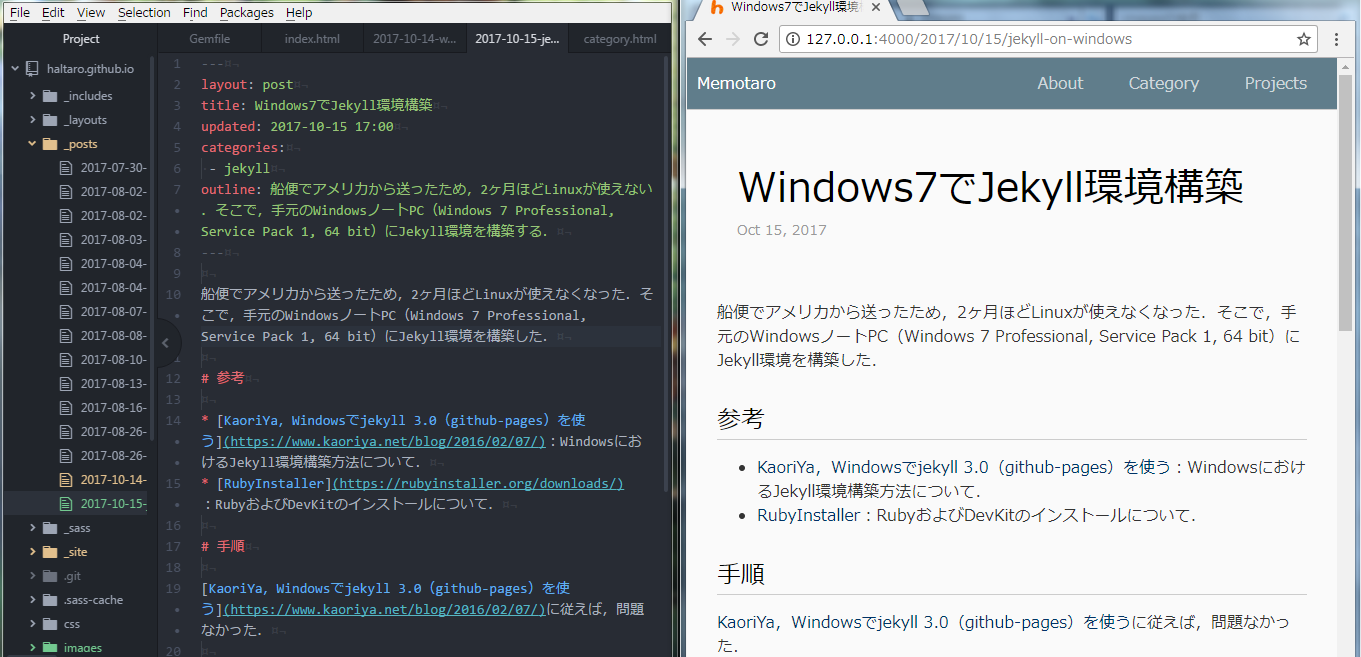 File Edit View Selection Find Packages Help
Project
haltaro.github.io
_includes
_layouts
_posts
2017-07-30-
2017-08-02-
2017-08-02-
2017-08-03-
2017-08-04-
2017-08-04-
2017-08-07-
2017-08-08-
2017-08-10-
2017-08-13-
2017-08-16-
2017-08-26-
2017-08-26-
2017-10-14-
2017-10-15-
_sass
_site
.git
.sass-cache
css
images
Gemfile index.html 2017-10-14-w... 2017-10-15-je... category.html
1 ---
2 layout: post
3 title: Windows7でJekyll環境構築
4 updated: 2017-10-15 17:00
5 categories:
6 - jekyll
7 outline: 船便でアメリカから送ったため，2ヶ月ほどLinuxが使えない
．そこで，手元のWindowsノートPC（Windows 7 Professional,
Service Pack 1, 64 bit）にJekyll環境を構築する．
8 ---
9
10 船便でアメリカから送ったため，2ヶ月ほどLinuxが使えなくなった．そ
こで，手元のWindowsノートPC（Windows 7 Professional,
Service Pack 1, 64 bit）にJekyll環境を構築した．
12 # 参考
13
14 * [KaoriYa，Windowsでjekyll 3.0（github-pages）を使
う](https://www.kaoriya.net/blog/2016/02/07/)：Windowsにお
けるJekyll環境構築方法について．
15 * [RubyInstaller](https://rubyinstaller.org/downloads/)
：RubyおよびDevKitのインストールについて．
16
17 # 手順
18
19 [KaoriYa，Windowsでjekyll 3.0（github-pages）を使
う](https://www.kaoriya.net/blog/2016/02/07/)に従えば，問題
なかった．
20
Windows7でJekyll環境
127.0.0.1:4000/2017/10/15/jekyll-on-windows
Memotaro About Category Projects
Windows7でJekyll環境構築
Oct 15, 2017
船便でアメリカから送ったため，2ヶ月ほどLinuxが使えなくなった．そこで，手
元のWindowsノートPC（Windows 7 Professional, Service Pack 1, 64 bit）に
Jekyll環境を構築した．
参考
• KaoriYa，Windowsでjekyll 3.0（github-pages）を使う：Windowsにおけ
るJekyll環境構築方法について．
• RubyInstaller：RubyおよびDevKitのインストールについて．
手順
KaoriYa，Windowsでjekyll 3.0（github-pages）を使うに従えば，問題なかっ
た．